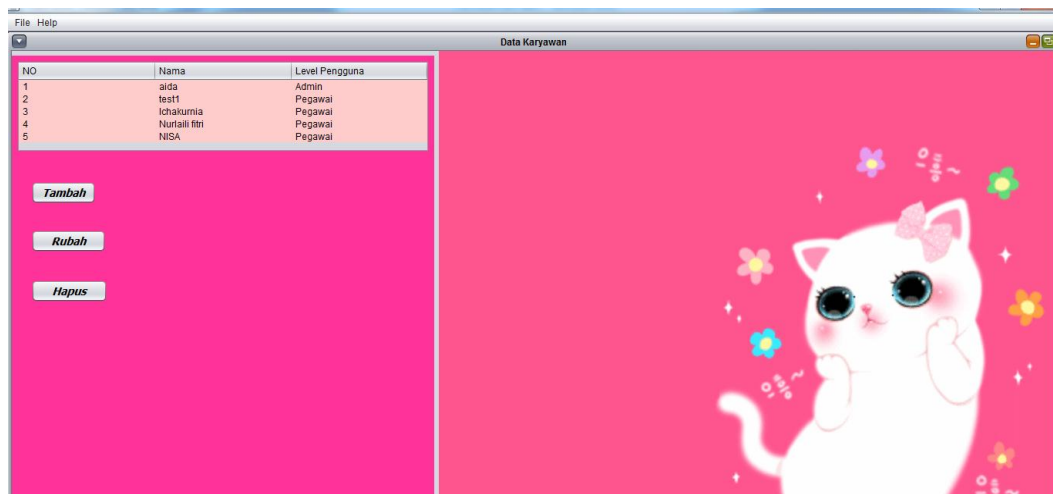 File Help
Data Karyawan
NO Nama Level Pengguna
1 aida Admin
2 test1 Pegawai
3 Ichakurnia Pegawai
4 Nurlaili fitri Pegawai
5 NISA Pegawai
Tambah
Rubah
Hapus